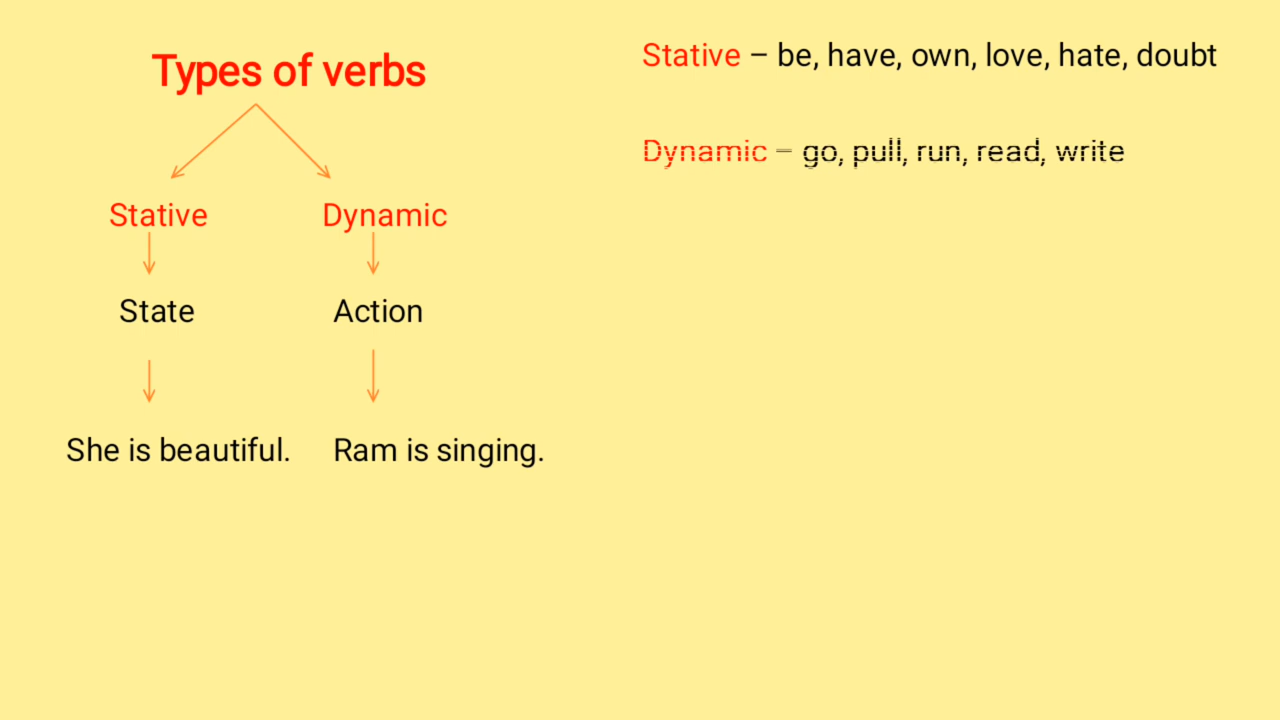 Types of verbs
Stative Dynamic
State Action
She is beautiful. Ram is singing.
Stative – be, have, own, love, hate, doubt
Dynamic – go, pull, run, read, write